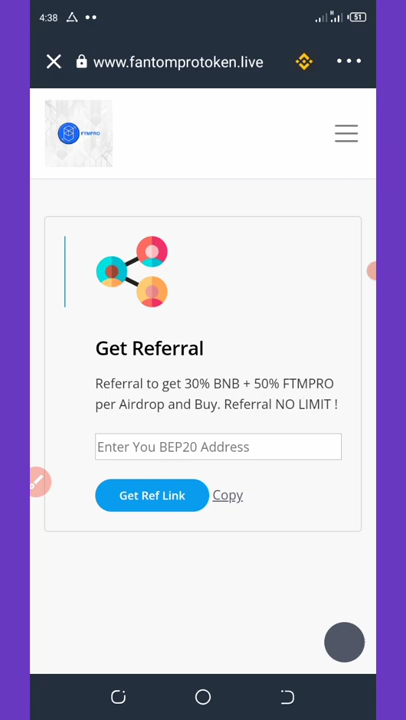 4:38
51
www.fantomprotoken.live
FTMPRO
Get Referral
Referral to get 30% BNB + 50% FTMPRO
per Airdrop and Buy. Referral NO LIMIT !
Enter You BEP20 Address
Get Ref Link Copy